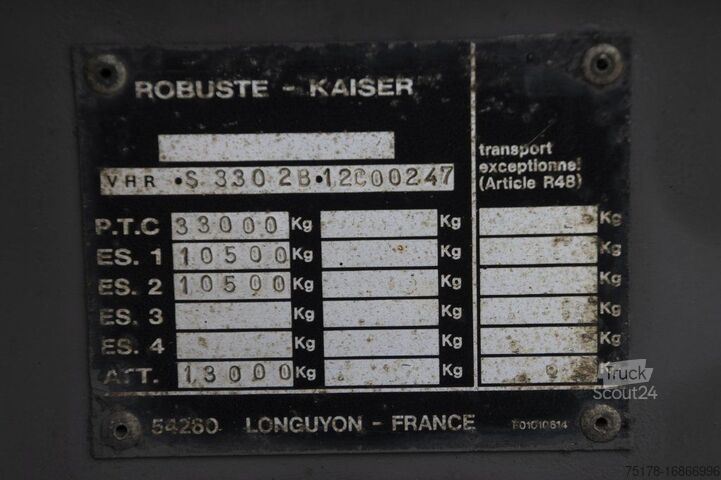 ROBUSTE - KAISER
transport
exceptionnel
(Article R48)
VHR •S 3302B•12C00247
P.T.C 33000 Kg Kg Kg
ES. 1 10500 Kg Kg Kg
ES. 2 10500 Kg Kg Kg
ES. 3 Kg Kg Kg
ES. 4 Kg Kg Kg
ATT. 13000 Kg Kg Kg
54260 LONGUYON - FRANCE
Truck
Scout24
75178-16866996